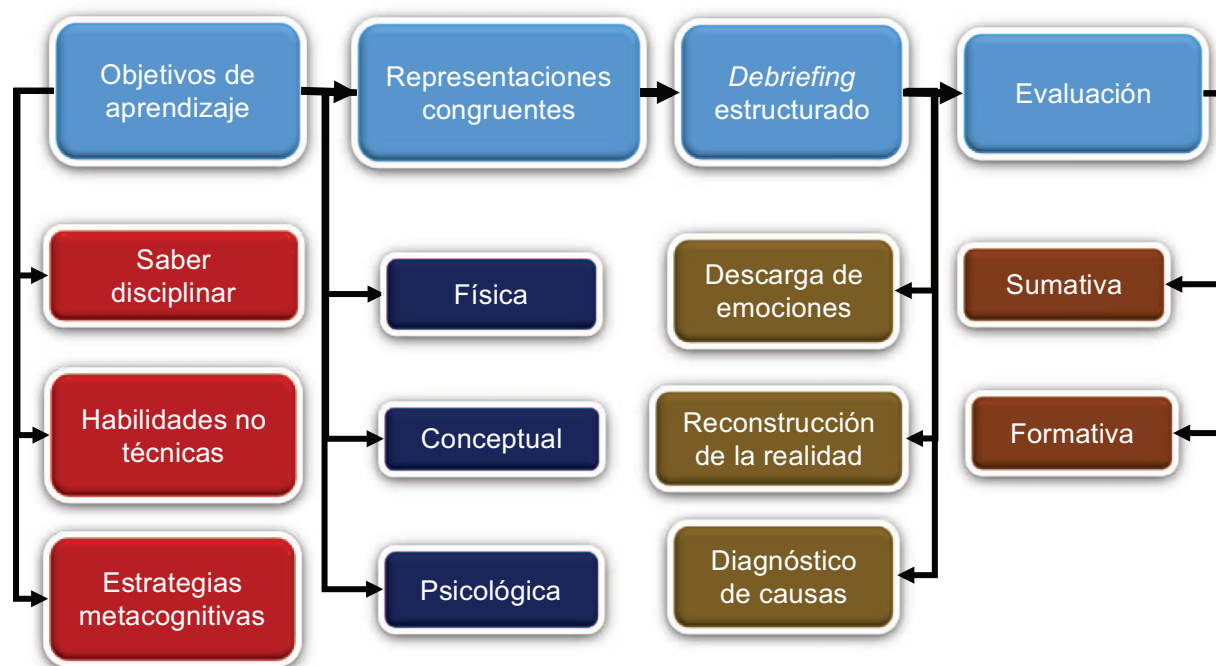 Objetivos de
aprendizaje
Representaciones
congruentes
Debriefing
estructurado
Evaluación
Saber
disciplinar
Habilidades no
técnicas
Estrategias
metacognitivas
Física
Conceptual
Psicológica
Descarga de
emociones
Reconstrucción
de la realidad
Diagnóstico
de causas
Sumativa
Formativa